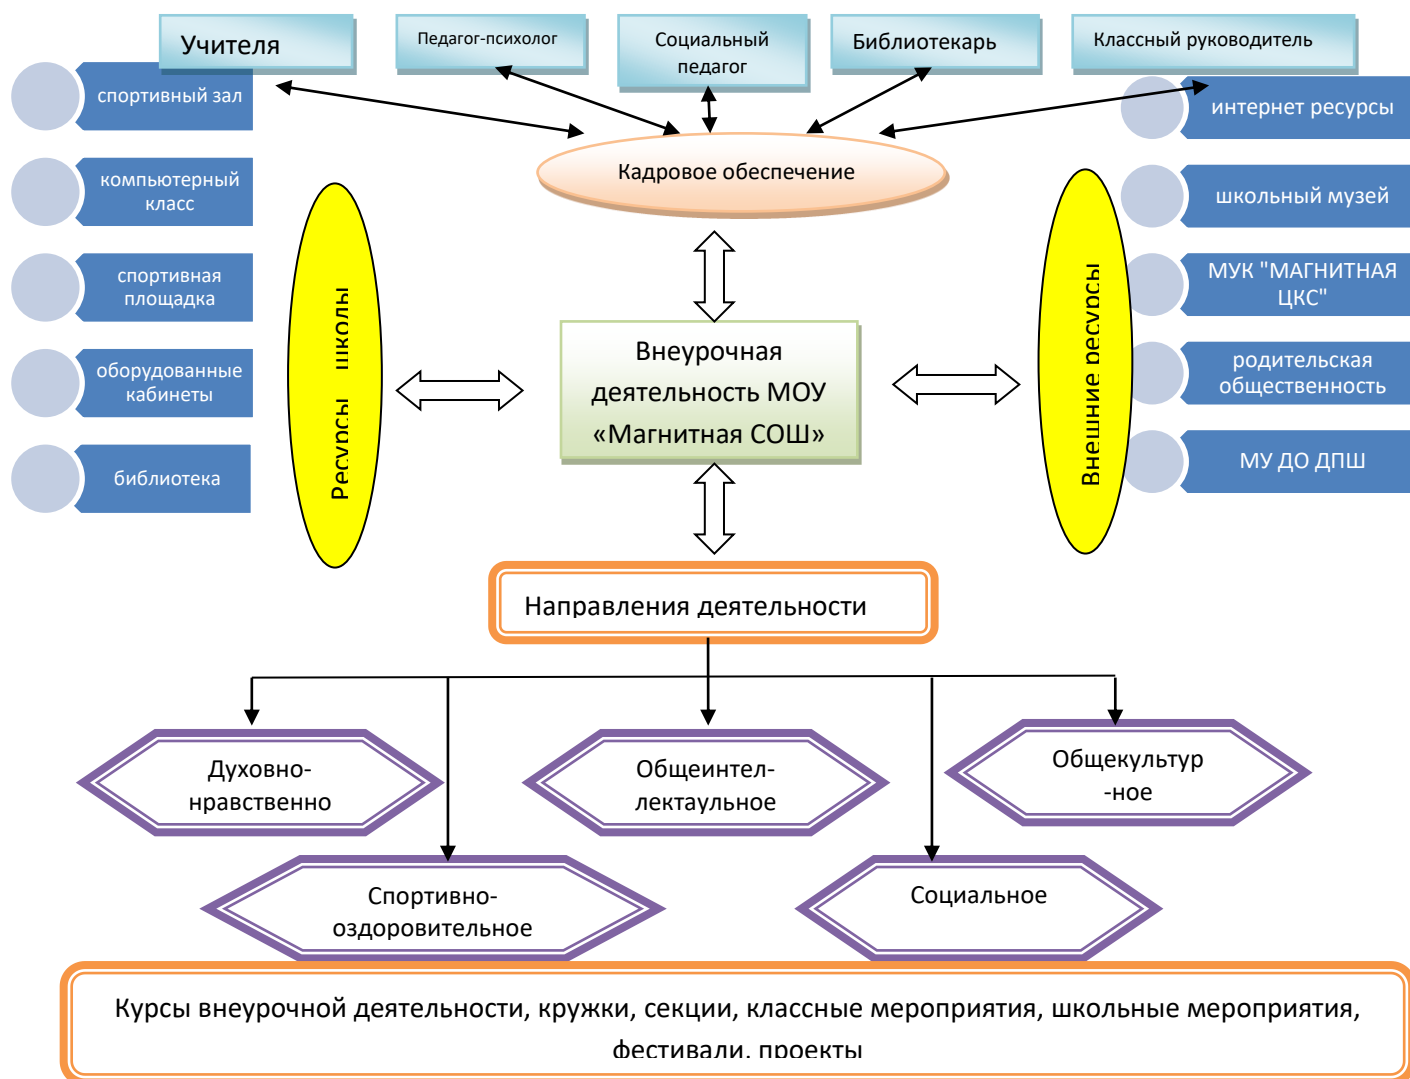 Учителя
Педагог-психолог
Социальный
педагог
Библиотекарь
Классный руководитель
спортивный зал
компьютерный
класс
спортивная
площадка
оборудованные
кабинеты
библиотека
Ресурсы школы
Кадровое обеспечение
Внеурочная
деятельность МОУ
«Магнитная СОШ»
Внешние ресурсы
интернет ресурсы
школьный музей
МУК "МАГНИТНАЯ
ЦКС"
родительская
общественность
МУ ДО ДПШ
Направления деятельности
Духовно-
нравственно
Общеинтел-
лектаульное
Общекультур
-ное
Спортивно-
оздоровительное
Социальное
Курсы внеурочной деятельности, кружки, секции, классные мероприятия, школьные мероприятия,
фестивали, проекты